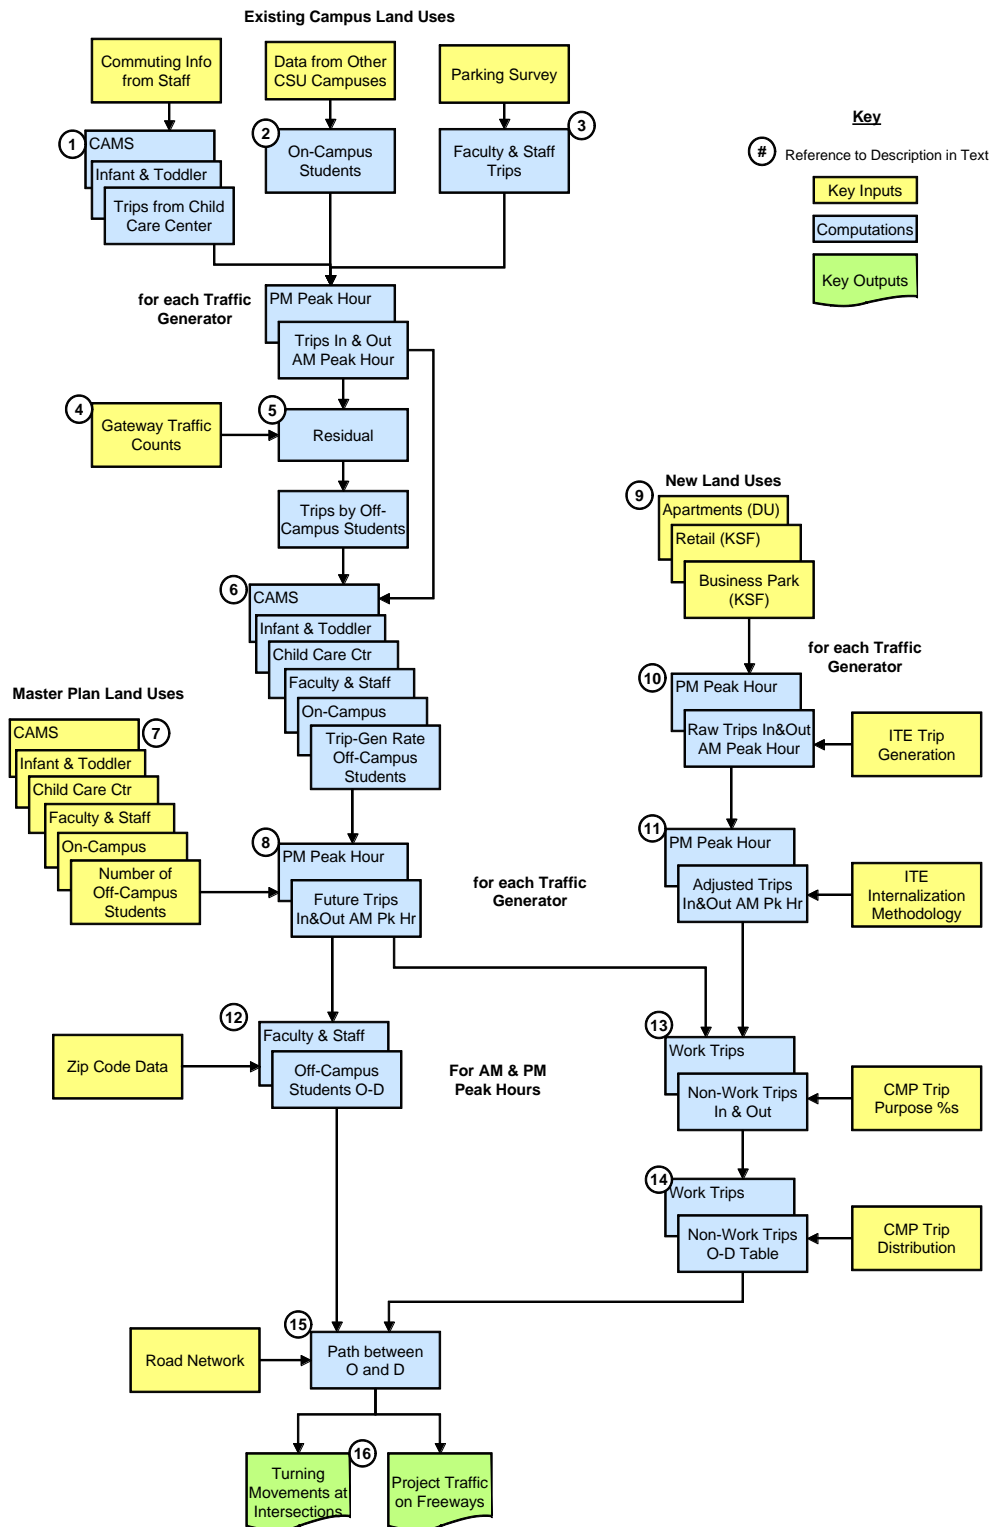 Existing Campus Land Uses
Commuting Info
from Staff
Data from Other
CSU Campuses
Parking Survey
Key
# Reference to Description in Text
Key Inputs
Computations
Key Outputs
1
CAMS
Infant & Toddler
Trips from Child
Care Center
2
On-Campus
Students
3
Faculty & Staff
Trips
for each Traffic
Generator
PM Peak Hour
Trips In & Out
AM Peak Hour
4
Gateway Traffic
Counts
5
Residual
Trips by Off-
Campus Students
New Land Uses
9
Apartments (DU)
Retail (KSF)
Business Park
(KSF)
6
CAMS
Infant & Toddler
Child Care Ctr
Faculty & Staff
On-Campus
Trip-Gen Rate
Off-Campus
Students
for each Traffic
Generator
10
PM Peak Hour
Raw Trips In&Out
AM Peak Hour
ITE Trip
Generation
Master Plan Land Uses
7
CAMS
Infant & Toddler
Child Care Ctr
Faculty & Staff
On-Campus
Number of
Off-Campus
Students
8
PM Peak Hour
Future Trips
In&Out AM Pk Hr
for each Traffic
Generator
11
PM Peak Hour
Adjusted Trips
In&Out AM Pk Hr
ITE
Internalization
Methodology
12
Faculty & Staff
Off-Campus
Students O-D
Zip Code Data
For AM & PM
Peak Hours
13
Work Trips
Non-Work Trips
In & Out
CMP Trip
Purpose %s
14
Work Trips
Non-Work Trips
O-D Table
CMP Trip
Distribution
15
Road Network
Path between
O and D
16
Turning
Movements at
Intersections
Project Traffic
on Freeways